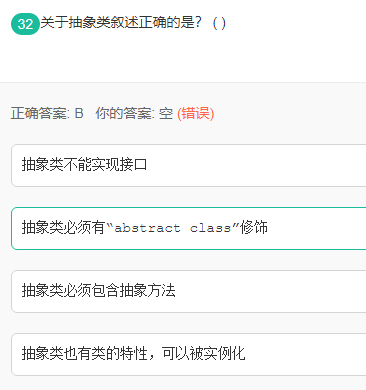 32 关于抽象类叙述正确的是? ( )
正确答案: B 你的答案: 空 (错误)
抽象类不能实现接口
抽象类必须有“abstract class”修饰
抽象类必须包含抽象方法
抽象类也有类的特性，可以被实例化